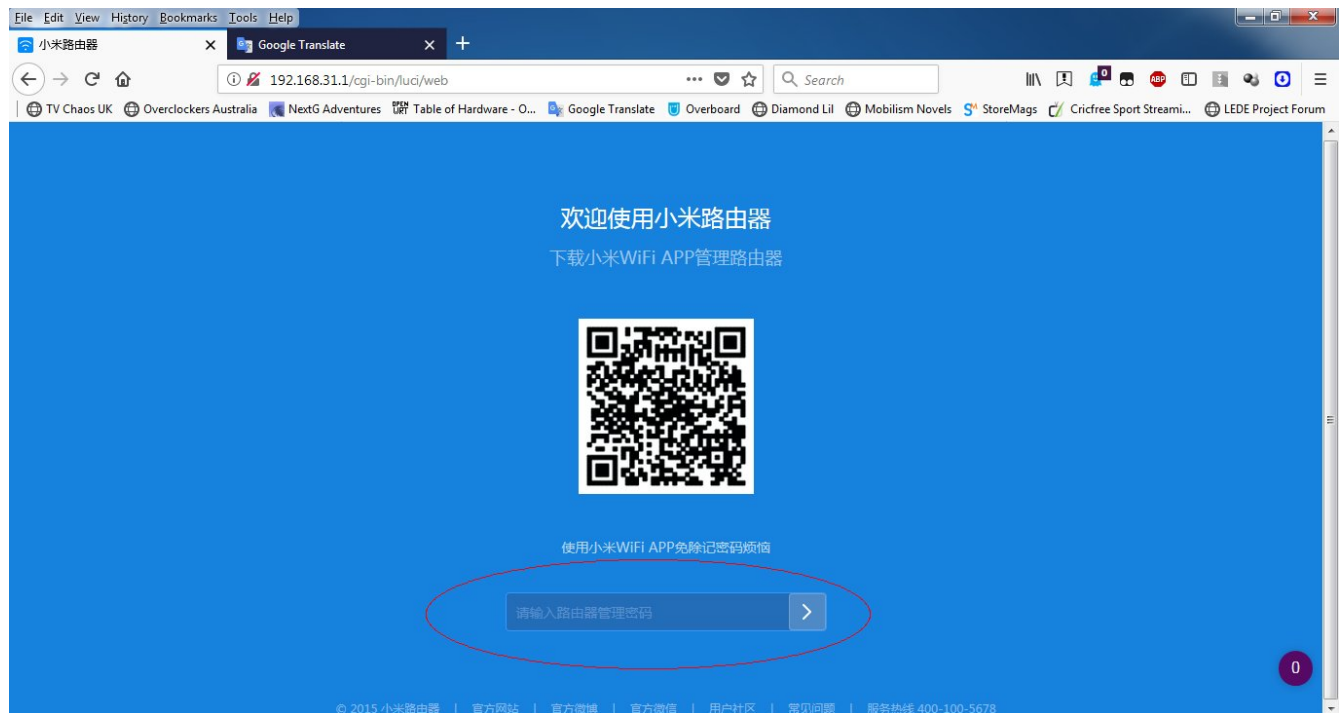 File Edit View History Bookmarks Tools Help
小米路由器 Google Translate
192.168.31.1/cgi-bin/luci/web Search
TV Chaos UK Overclockers Australia NextG Adventures Table of Hardware - O... Google Translate Overboard Diamond Lil Mobilism Novels StoreMags Cricfree Sport Streami... LEDE Project Forum
欢迎使用小米路由器
下载小米WiFi APP管理路由器
使用小米WiFi APP免除记密码烦恼
请输入路由器管理密码
0
© 2015 小米路由器 | 官方网站 | 官方微博 | 官方微信 | 用户社区 | 常见问题 | 服务热线 400-100-5678